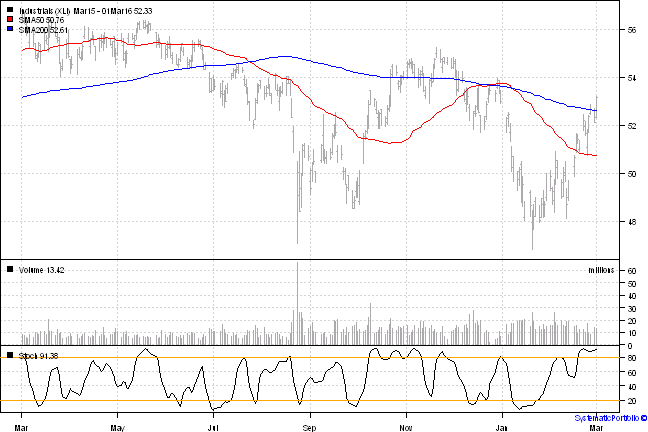 Industrials (XLI) Mar15 - 01Mar16 52.33
SMA50 50.76
SMA200 52.61
56
54
52
50
48
Volume 13.42
millions
60
50
40
30
20
10
0
Stoch 91.38
80
60
40
20
Mar
May
Jul
Sep
Nov
Jan
Mar
SystematicPortfolio ©